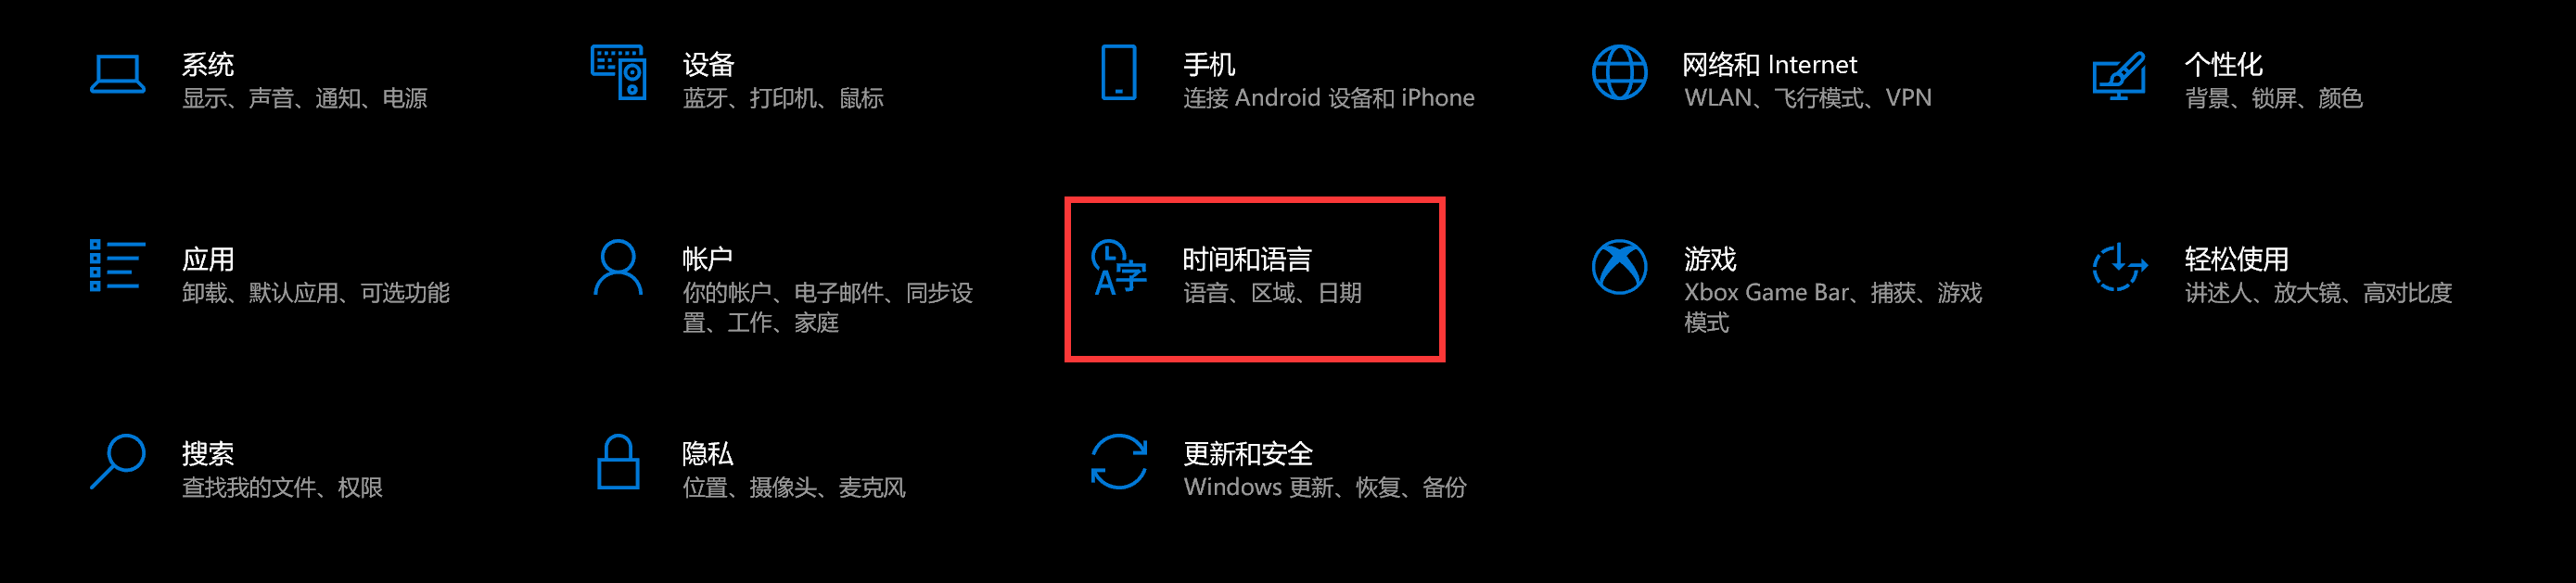 系统
显示、声音、通知、电源
设备
蓝牙、打印机、鼠标
手机
连接 Android 设备和 iPhone
网络和 Internet
WLAN、飞行模式、VPN
个性化
背景、锁屏、颜色
应用
卸载、默认应用、可选功能
帐户
你的帐户、电子邮件、同步设
置、工作、家庭
时间和语言
语音、区域、日期
游戏
Xbox Game Bar、捕获、游戏
模式
轻松使用
讲述人、放大镜、高对比度
搜索
查找我的文件、权限
隐私
位置、摄像头、麦克风
更新和安全
Windows 更新、恢复、备份